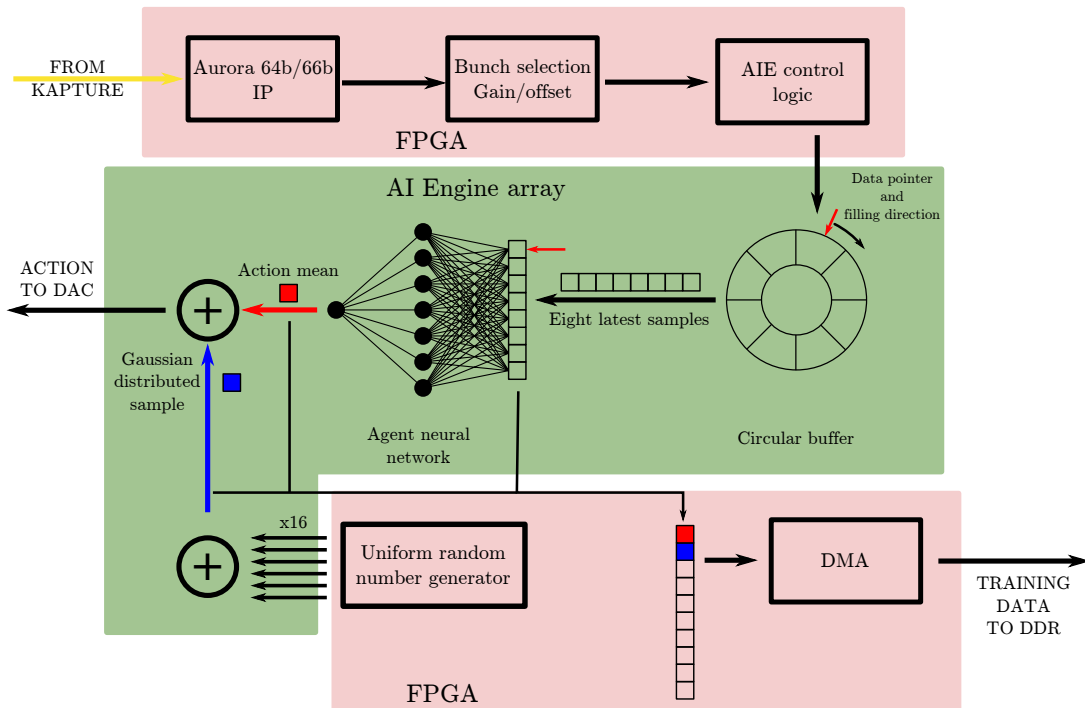 FROM
KAPTURE
Aurora 64b/66b
IP
Bunch selection
Gain/offset
AIE control
logic
FPGA
AI Engine array
Data pointer
and
filling direction
ACTION
TO DAC
Action mean
Eight latest samples
Gaussian
distributed
sample
Agent neural
network
Circular buffer
x16
Uniform random
number generator
DMA
TRAINING
DATA
TO DDR
FPGA